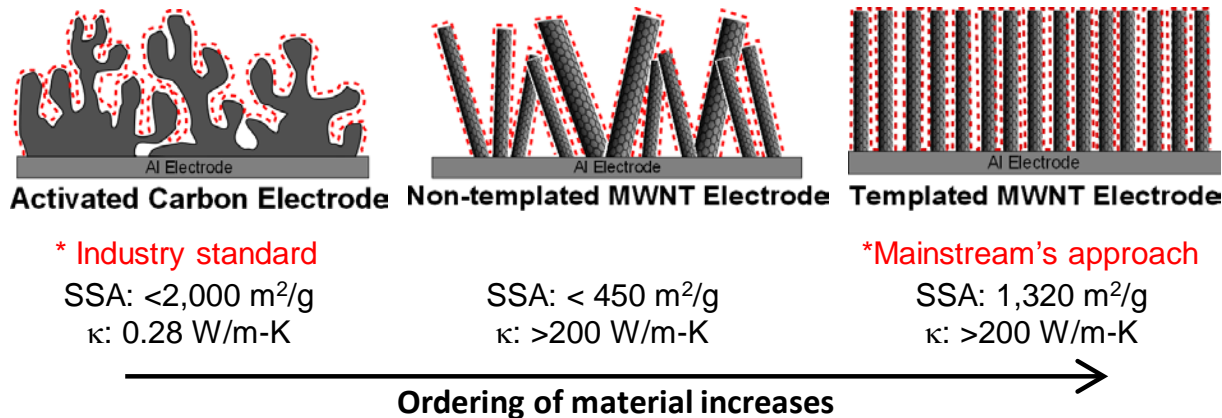 Al Electrode
Activated Carbon Electrode
* Industry standard
SSA: <2,000 m²/g
κ: 0.28 W/m-K
Al Electrode
Non-templated MWNT Electrode
SSA: < 450 m²/g
κ: >200 W/m-K
Al Electrode
Templated MWNT Electrode
*Mainstream's approach
SSA: 1,320 m²/g
κ: >200 W/m-K
Ordering of material increases